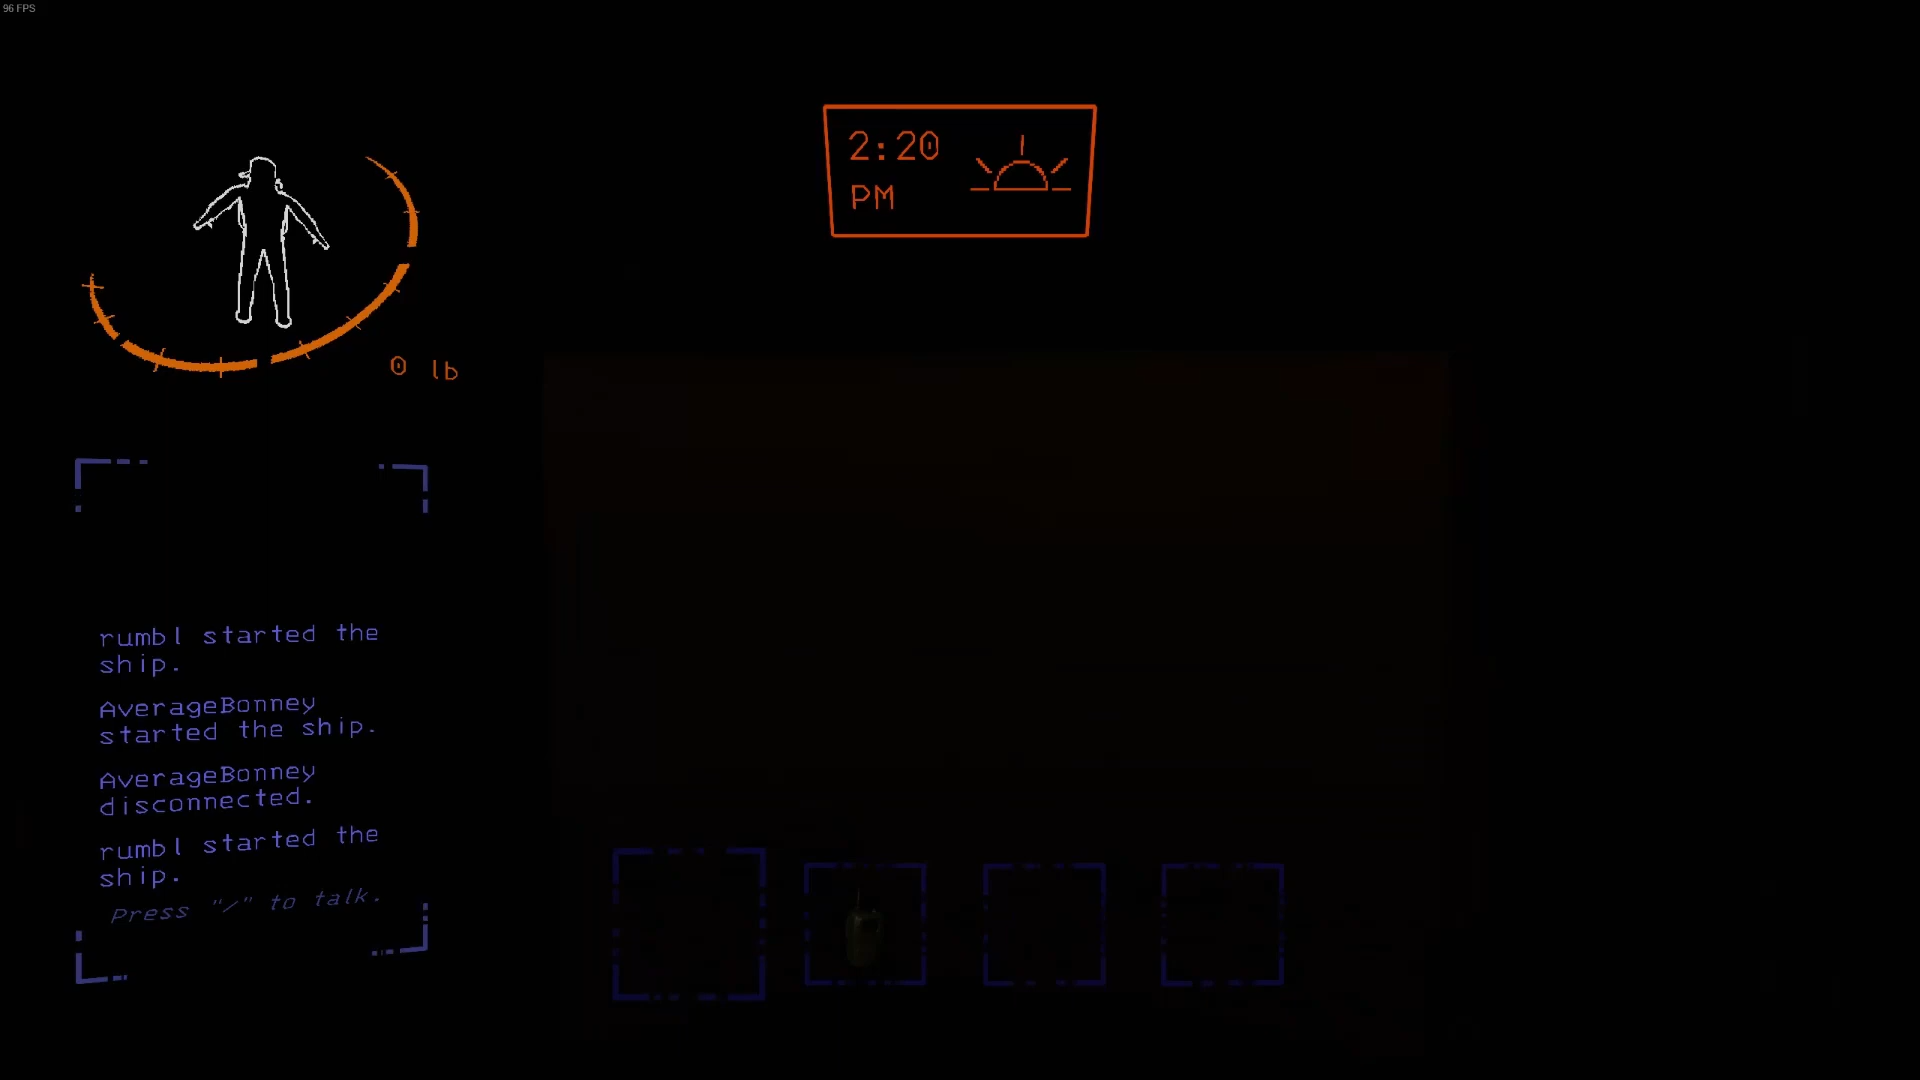 96 FPS
2:20
PM
0 lb
rumbl started the
ship.
AverageBonney
started the ship.
AverageBonney
disconnected.
rumbl started the
ship.
Press "/" to talk.